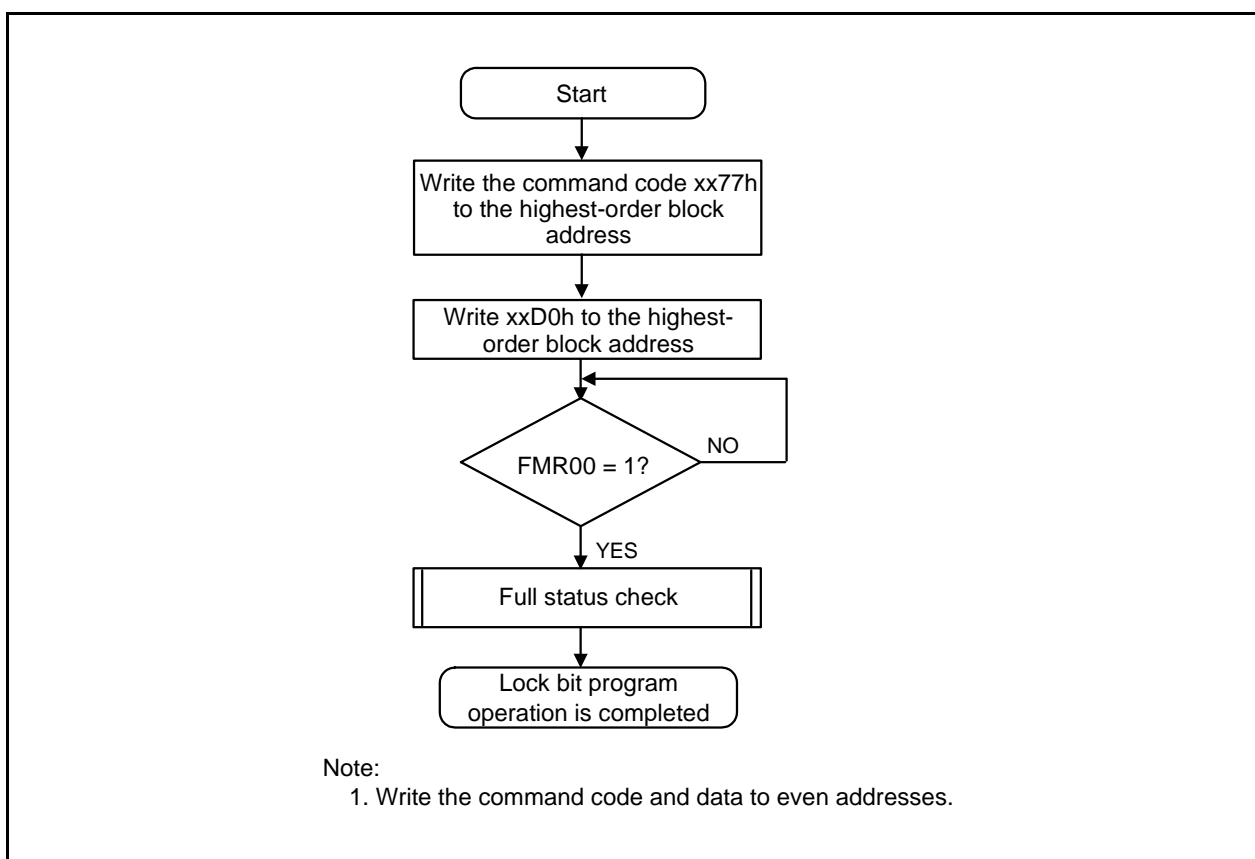 Start
Write the command code xx77h
to the highest-order block
address
Write xxD0h to the highest-
order block address
FMR00 = 1?
NO
YES
Full status check
Lock bit program
operation is completed
Note:
1. Write the command code and data to even addresses.